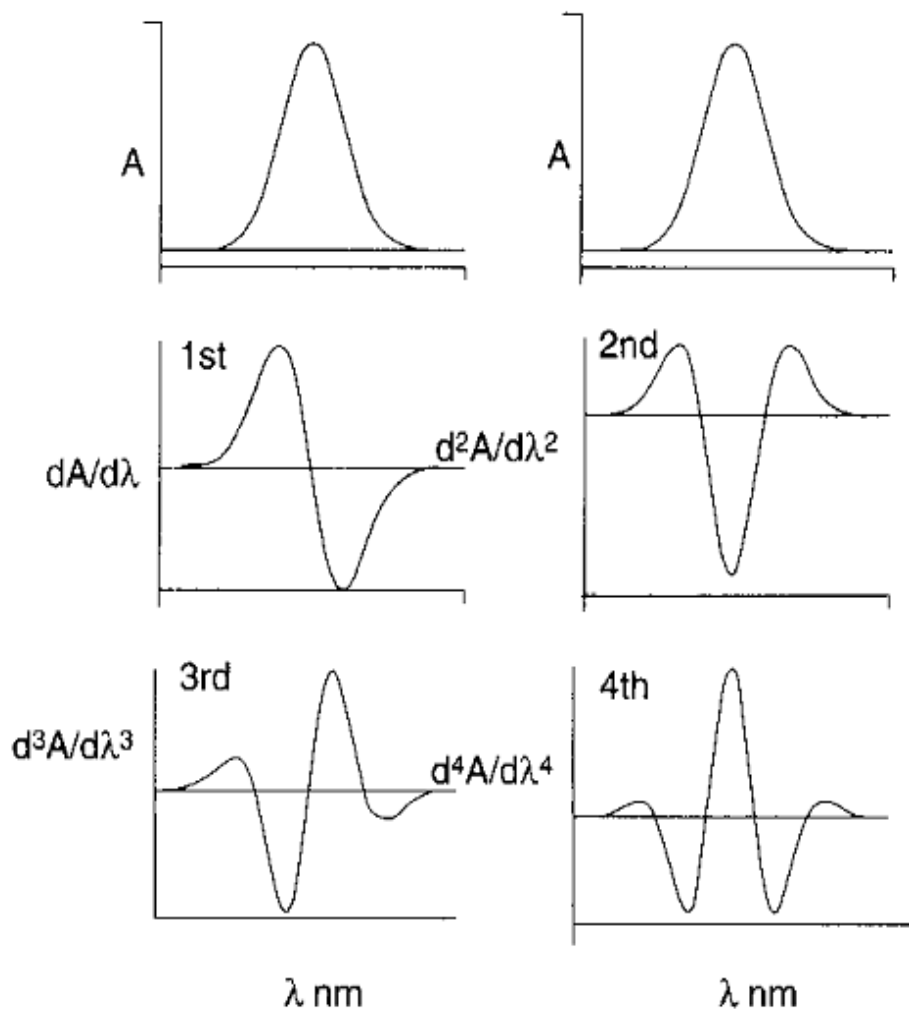 A
A
1st
dA/dλ
2nd
d²A/dλ²
3rd
d³A/dλ³
4th
d⁴A/dλ⁴
λ nm
λ nm